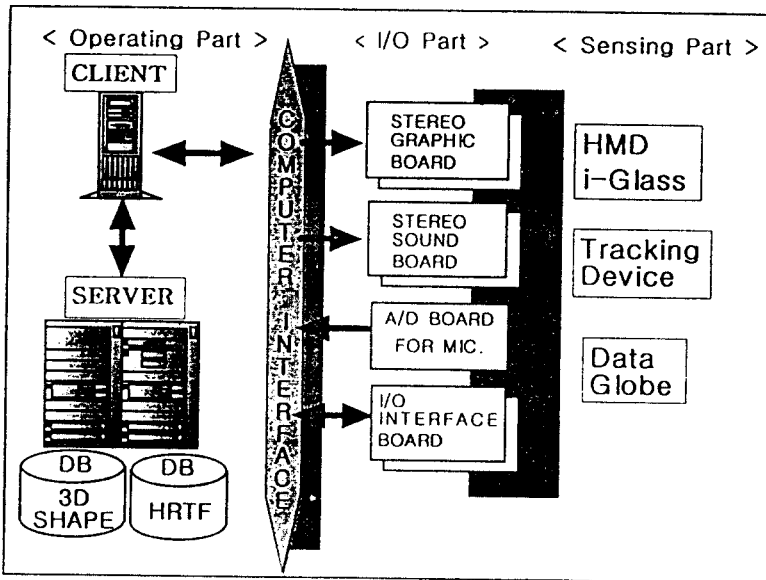 < Operating Part >
CLIENT
SERVER
DB
3D
SHAPE
DB
HRTF
COMPUTER INTERFACE
< I/O Part >
STEREO
GRAPHIC
BOARD
STEREO
SOUND
BOARD
A/D BOARD
FOR MIC.
I/O
INTERFACE
BOARD
< Sensing Part >
HMD
i-Glass
Tracking
Device
Data
Globe